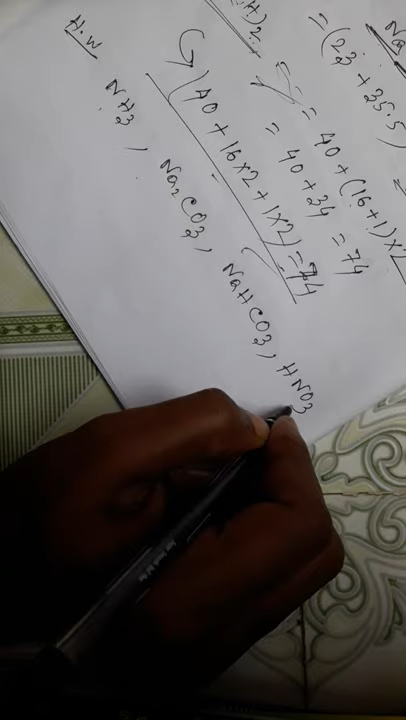 Na
= (23 + 35.5)
H)2
= 40 + (16+1)×2
= 40 + 34 = 74
(40 + 16×2 + 1×2) = 74
H.W
NH3, Na2CO3, NaHCO3, HNO3